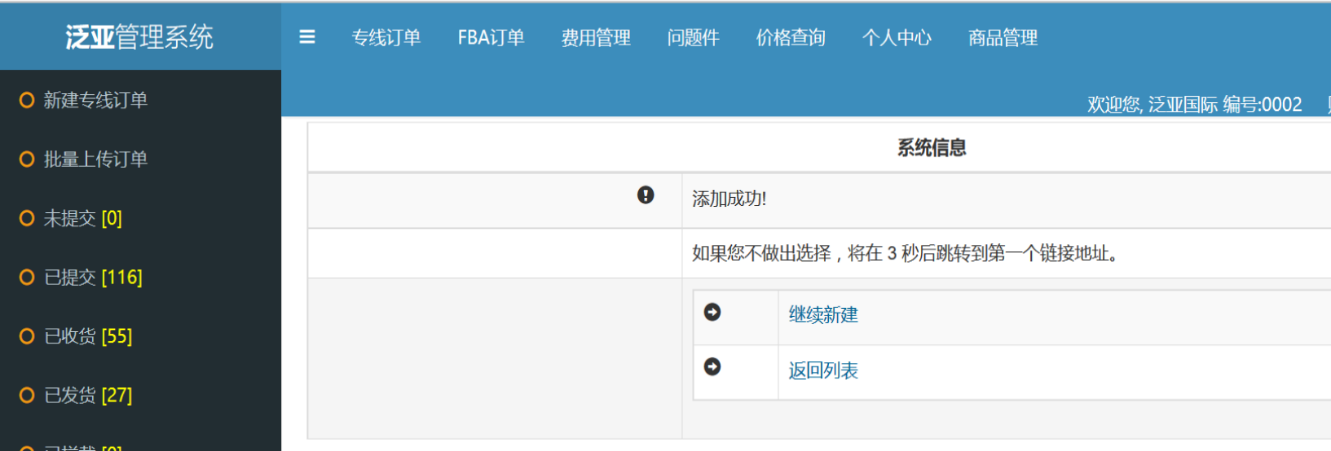 泛亚管理系统
专线订单 FBA订单 费用管理 问题件 价格查询 个人中心 商品管理
欢迎您, 泛亚国际 编号:0002
新建专线订单
批量上传订单
未提交 [0]
已提交 [116]
已收货 [55]
已发货 [27]
系统信息
添加成功!
如果您不做出选择，将在 3 秒后跳转到第一个链接地址。
继续新建
返回列表